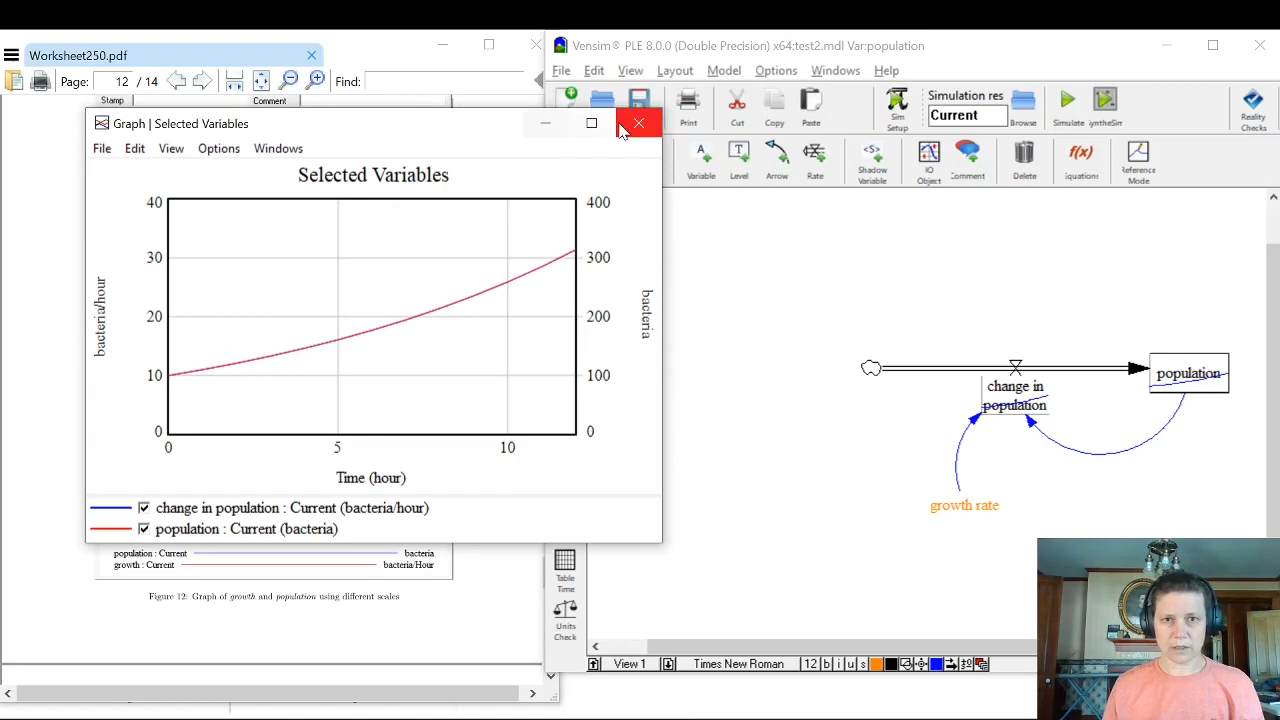 Worksheet250.pdf
Page: 12 / 14 Find:
Stamp Comment
Graph | Selected Variables
File Edit View Options Windows
Selected Variables
40
30
20
10
0
bacteria/hour
400
300
200
100
0
bacteria
0 5 10
Time (hour)
change in population : Current (bacteria/hour)
population : Current (bacteria)
population : Current bacteria
growth : Current bacteria/Hour
Figure 12: Graph of growth and population using different scales
Vensim® PLE 8.0.0 (Double Precision) x64:test2.mdl Var:population
File Edit View Layout Model Options Windows Help
Print Cut Copy Paste
Sim
Setup
Simulation res
Current
Browse Simulate
Reality
Checks
Variable Level Arrow Rate
Shadow
Variable
IO
Object
Delete Equations
Reference
Mode
population
change in
population
growth rate
Table
Time
Units
Check
View 1 Times New Roman 12 b i u s